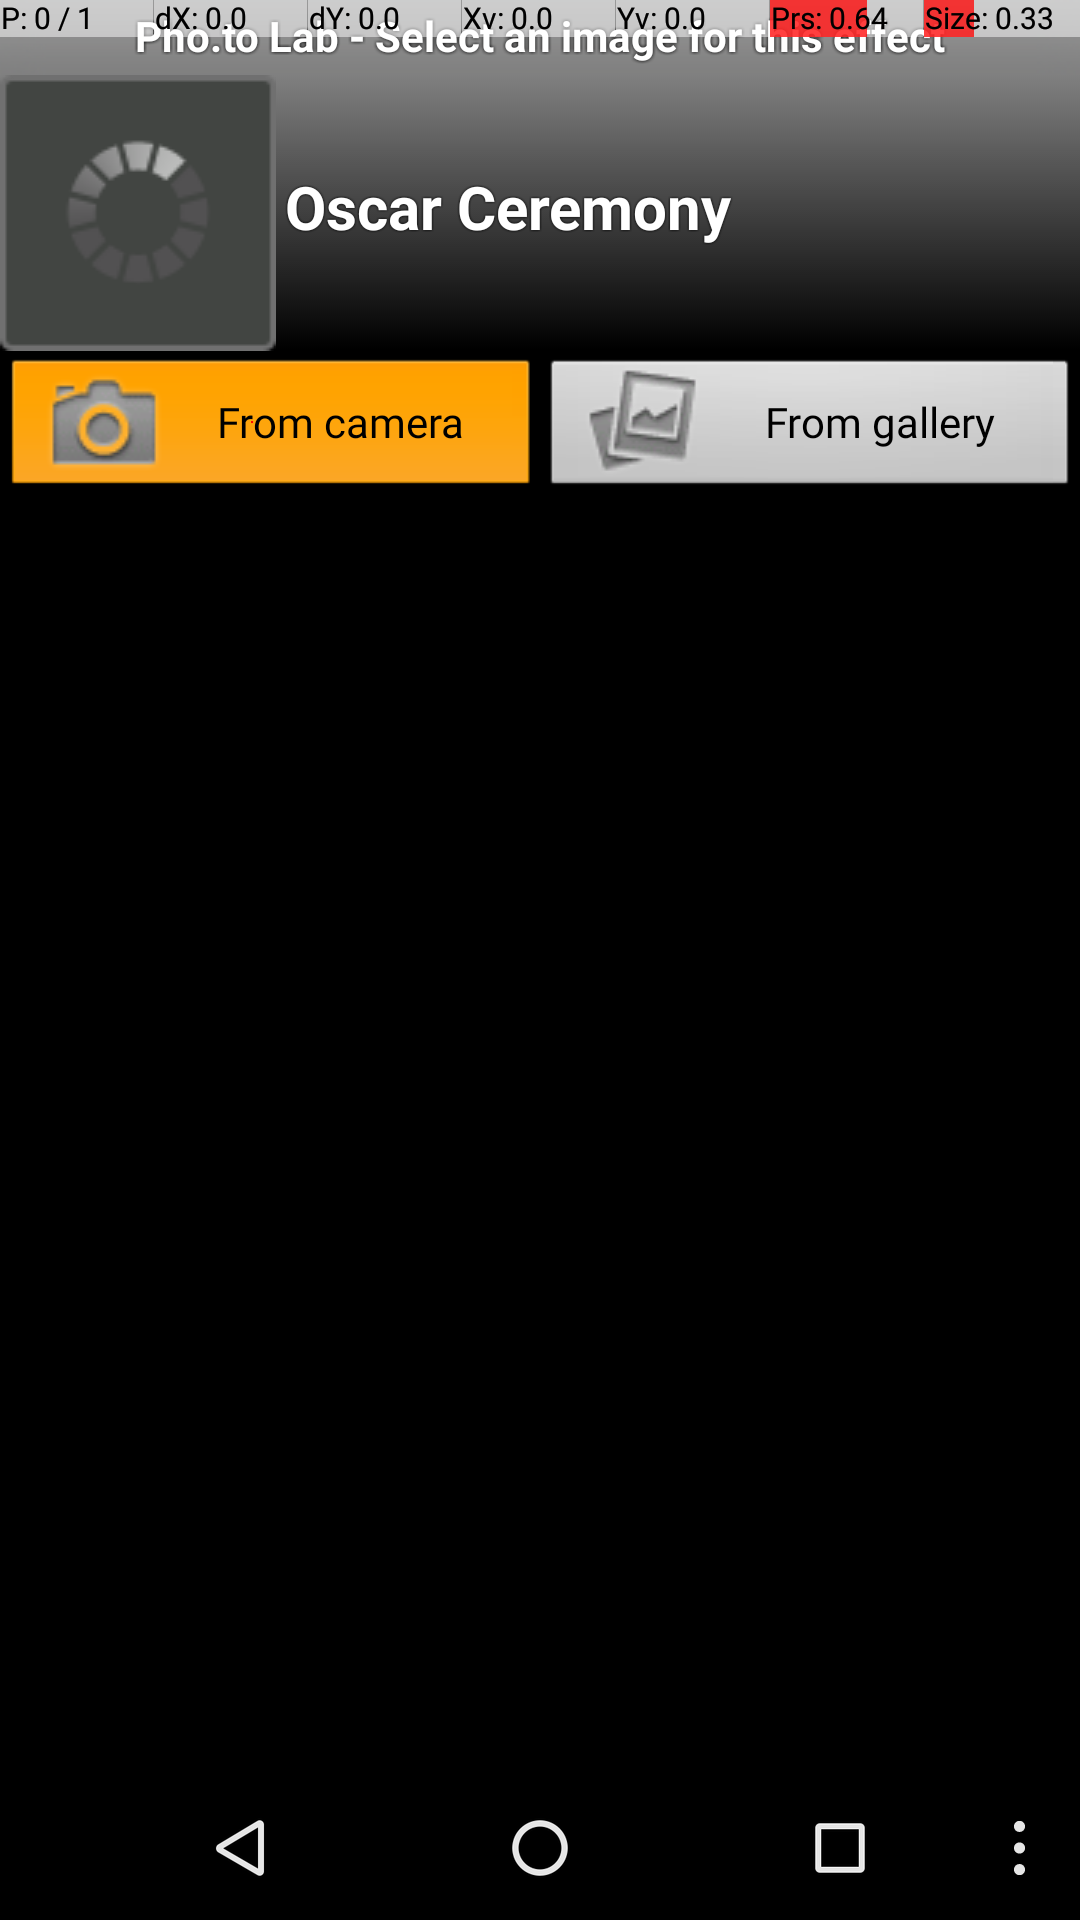 P: 0 / 1 dX: 0.0 dY: 0.0 Xv: 0.0 Yv: 0.0 Prs: 0.64 Size: 0.33
Pho.to Lab - Select an image for this effect
Oscar Ceremony
From camera
From gallery